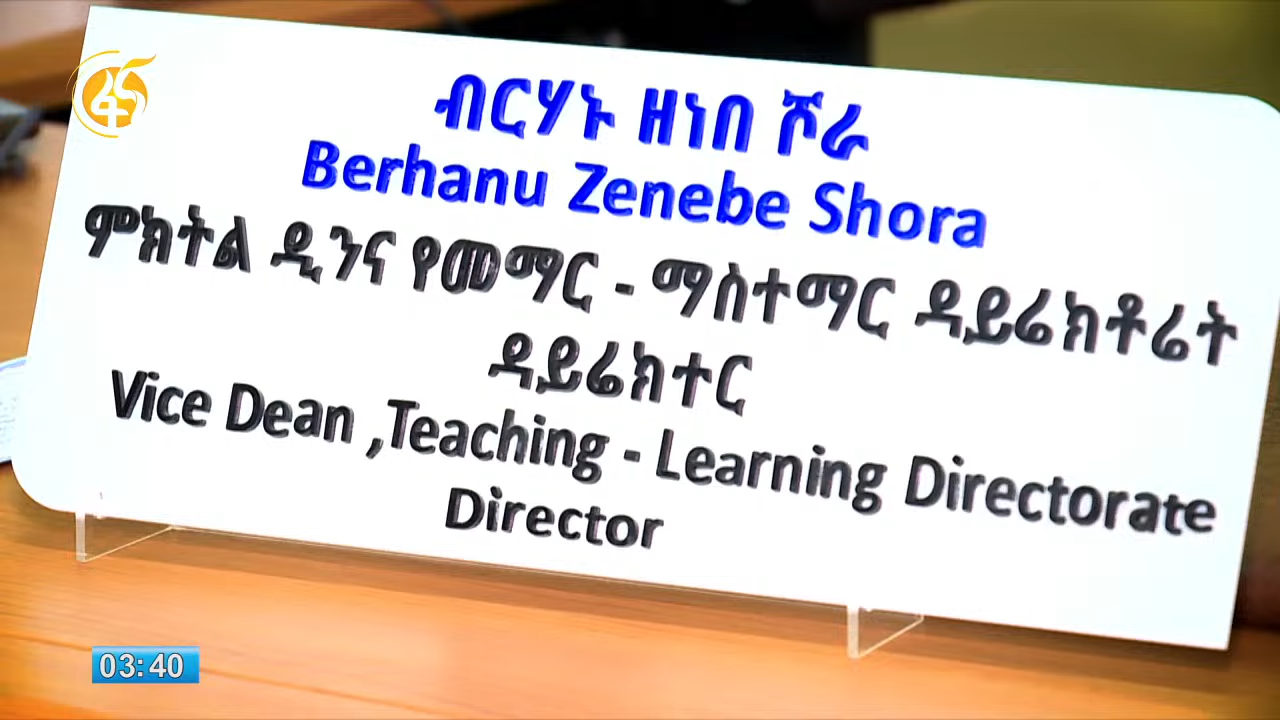 ፋና
ብርሃኑ ዘነበ ሾራ
Berhanu Zenebe Shora
ምክትል ዲንና የመማር - ማስተማር ዳይሬክቶሬት
ዳይሬክተር
Vice Dean ,Teaching - Learning Directorate
Director
03:40